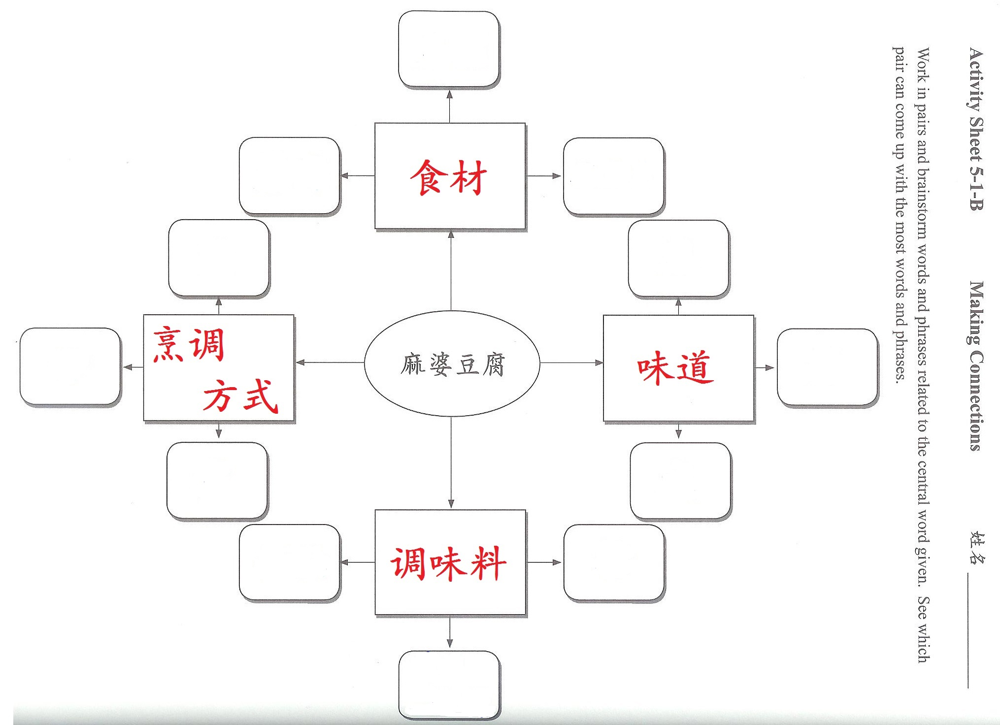 Activity Sheet 5-1-B Making Connections 姓名
Work in pairs and brainstorm words and phrases related to the central word given. See which
pair can come up with the most words and phrases.
食材
烹调
方式
麻婆豆腐
味道
调味料